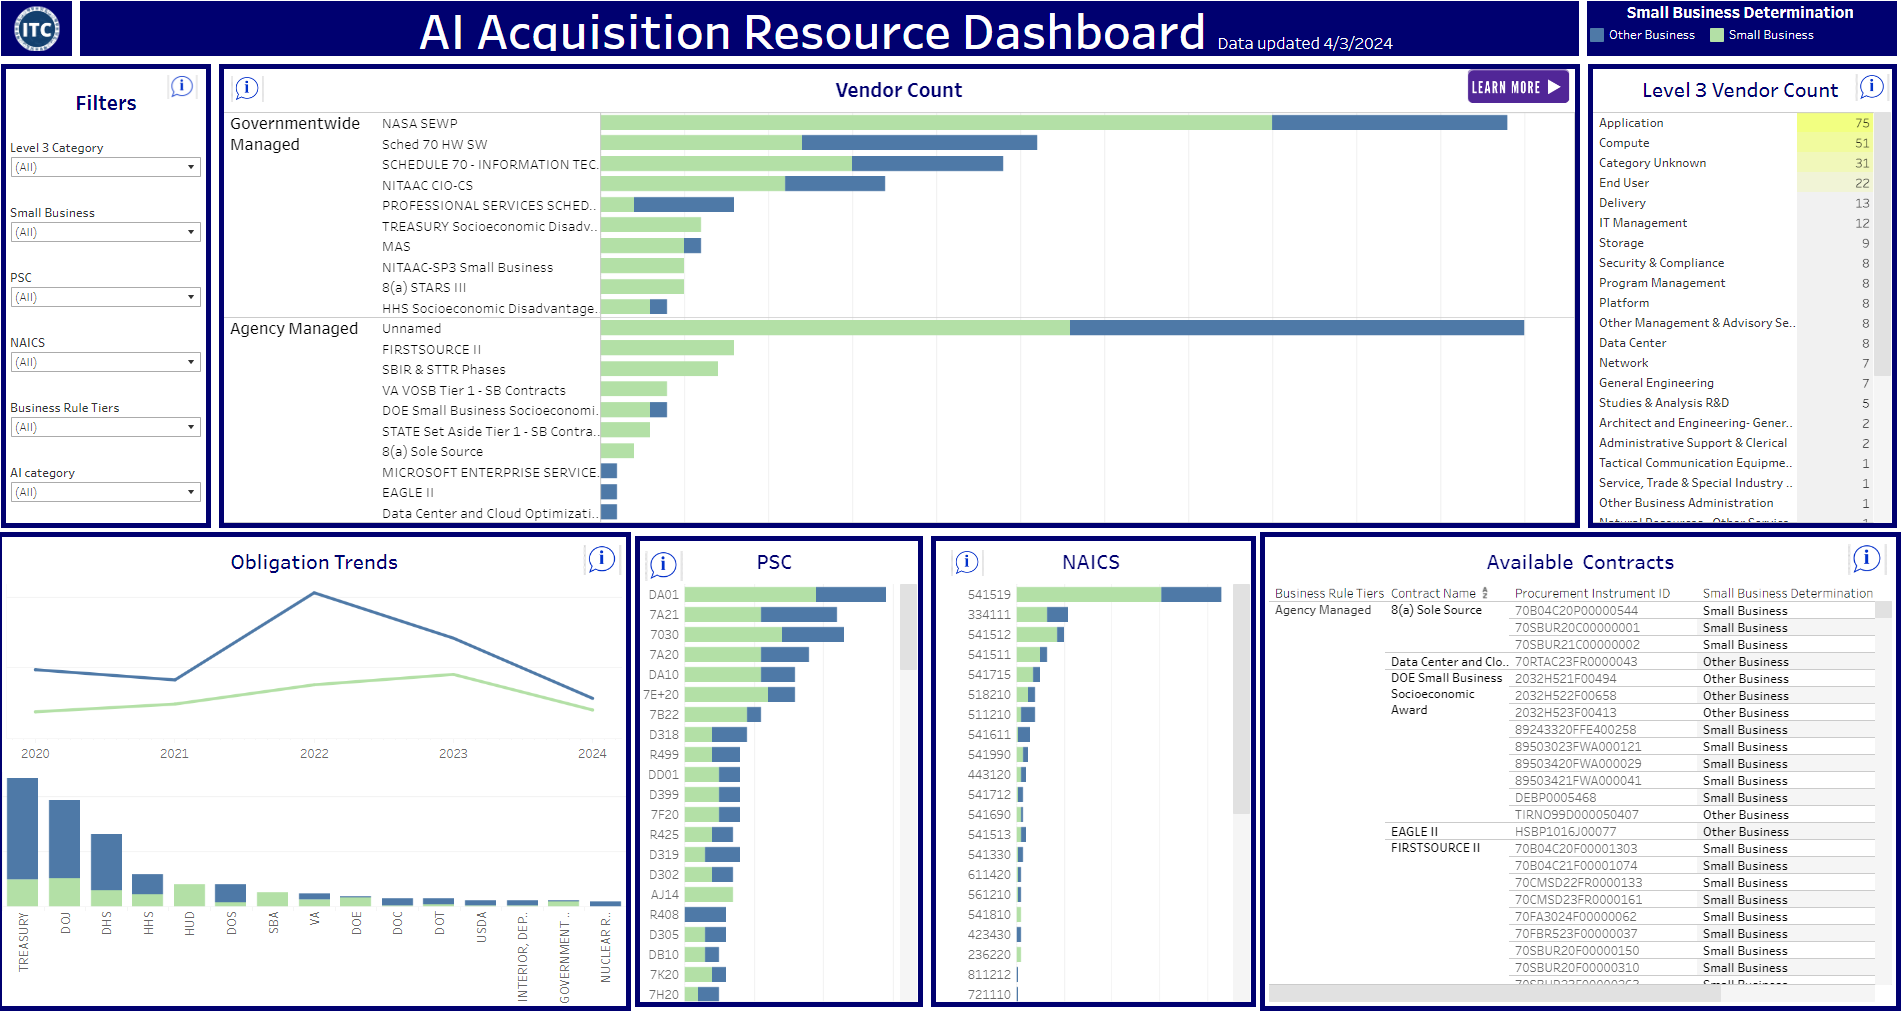 ITC
AI Acquisition Resource Dashboard Data updated 4/3/2024
Small Business Determination
Other Business Small Business
Filters
Level 3 Category
(All)
Small Business
(All)
PSC
(All)
NAICS
(All)
Business Rule Tiers
(All)
AI category
(All)
Vendor Count
LEARN MORE
Governmentwide
Managed
NASA SEWP
Sched 70 HW SW
SCHEDULE 70 - INFORMATION TEC..
NITAAC CIO-CS
PROFESSIONAL SERVICES SCHED..
TREASURY Socioeconomic Disadv..
MAS
NITAAC-SP3 Small Business
8(a) STARS III
HHS Socioeconomic Disadvantage..
Agency Managed
Unnamed
FIRSTSOURCE II
SBIR & STTR Phases
VA VOSB Tier 1 - SB Contracts
DOE Small Business Socioeconomi..
STATE Set Aside Tier 1 - SB Contra..
8(a) Sole Source
MICROSOFT ENTERPRISE SERVICE..
EAGLE II
Data Center and Cloud Optimizati..
Level 3 Vendor Count
Application 75
Compute 51
Category Unknown 31
End User 22
Delivery 13
IT Management 12
Storage 9
Security & Compliance 8
Program Management 8
Platform 8
Other Management & Advisory Se.. 8
Data Center 8
Network 7
General Engineering 7
Studies & Analysis R&D 5
Architect and Engineering- Gener.. 2
Administrative Support & Clerical 2
Tactical Communication Equipme.. 1
Service, Trade & Special Industry .. 1
Other Business Administration 1
Natural Resources - Other Service.. 1
Obligation Trends
2020 2021 2022 2023 2024
TREASURY
DOJ
DHS
HHS
HUD
DOS
SBA
VA
DOE
DOC
DOT
USDA
INTERIOR, DEP..
GOVERNMENT..
NUCLEAR R..
PSC
DA01
7A21
7030
7A20
DA10
7E+20
7B22
D318
R499
DD01
D399
7F20
R425
D319
D302
AJ14
R408
D305
DB10
7K20
7H20
NAICS
541519
334111
541512
541511
541715
518210
511210
541611
541990
443120
541712
541690
541513
541330
611420
561210
541810
423430
236220
811212
721110
Available Contracts
Business Rule Tiers Contract Name Procurement Instrument ID Small Business Determination
Agency Managed 8(a) Sole Source 70B04C20P00000544 Small Business
70SBUR20C00000001 Small Business
70SBUR21C00000002 Small Business
Data Center and Clo.. 70RTAC23FR0000043 Other Business
DOE Small Business 2032H521F00494 Other Business
Socioeconomic 2032H522F00658 Other Business
Award 2032H523F00413 Other Business
89243320FFE400258 Small Business
89503023FWA000121 Small Business
89503420FWA000029 Small Business
89503421FWA000041 Small Business
DEBP0005468 Small Business
TIRNO99D000050407 Other Business
EAGLE II HSBP1016J00077 Other Business
FIRSTSOURCE II 70B04C20F00001303 Small Business
70B04C21F00001074 Small Business
70CMSD22FR0000133 Small Business
70CMSD23FR0000161 Small Business
70FA3024F00000062 Small Business
70FBR523F00000037 Small Business
70SBUR20F00000150 Small Business
70SBUR20F00000310 Small Business
Small Business